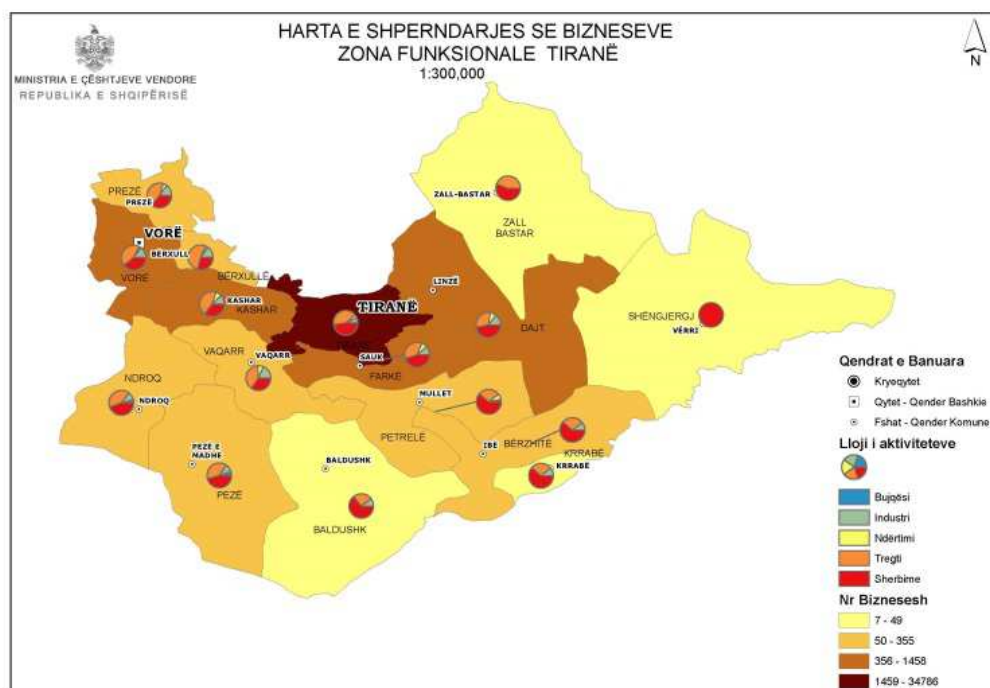 HARTA E SHPERNDARJES SE BIZNESEVE
ZONA FUNKSIONALE TIRANË
1:300,000
MINISTRIA E ÇËSHTJEVE VENDORE
REPUBLIKA E SHQIPËRISË
N
PREZË
PREZË
VORË
BËRXULL
VORË
BËRXULLË
KASHAR
KASHAR
ZALL-BASTAR
ZALL
BASTAR
LINZË
TIRANË
DAJT
SHËNGJERGJ
VËRRI
VAQARR
VAQARR
SAUK
FARKË
NDROQ
NDROQ
MULLET
PETRELË
IBË
BËRZHITË
KRRABË
KRRABË
PEZË E
MADHE
PEZË
BALDUSHK
BALDUSHK
Qendrat e Banuara
Kryeqytet
Qytet - Qender Bashkie
Fshat - Qender Komune
Lloji i aktiviteteve
Bujqësi
Industri
Ndërtimi
Tregti
Sherbime
Nr Biznesesh
7 - 49
50 - 355
356 - 1458
1459 - 34786